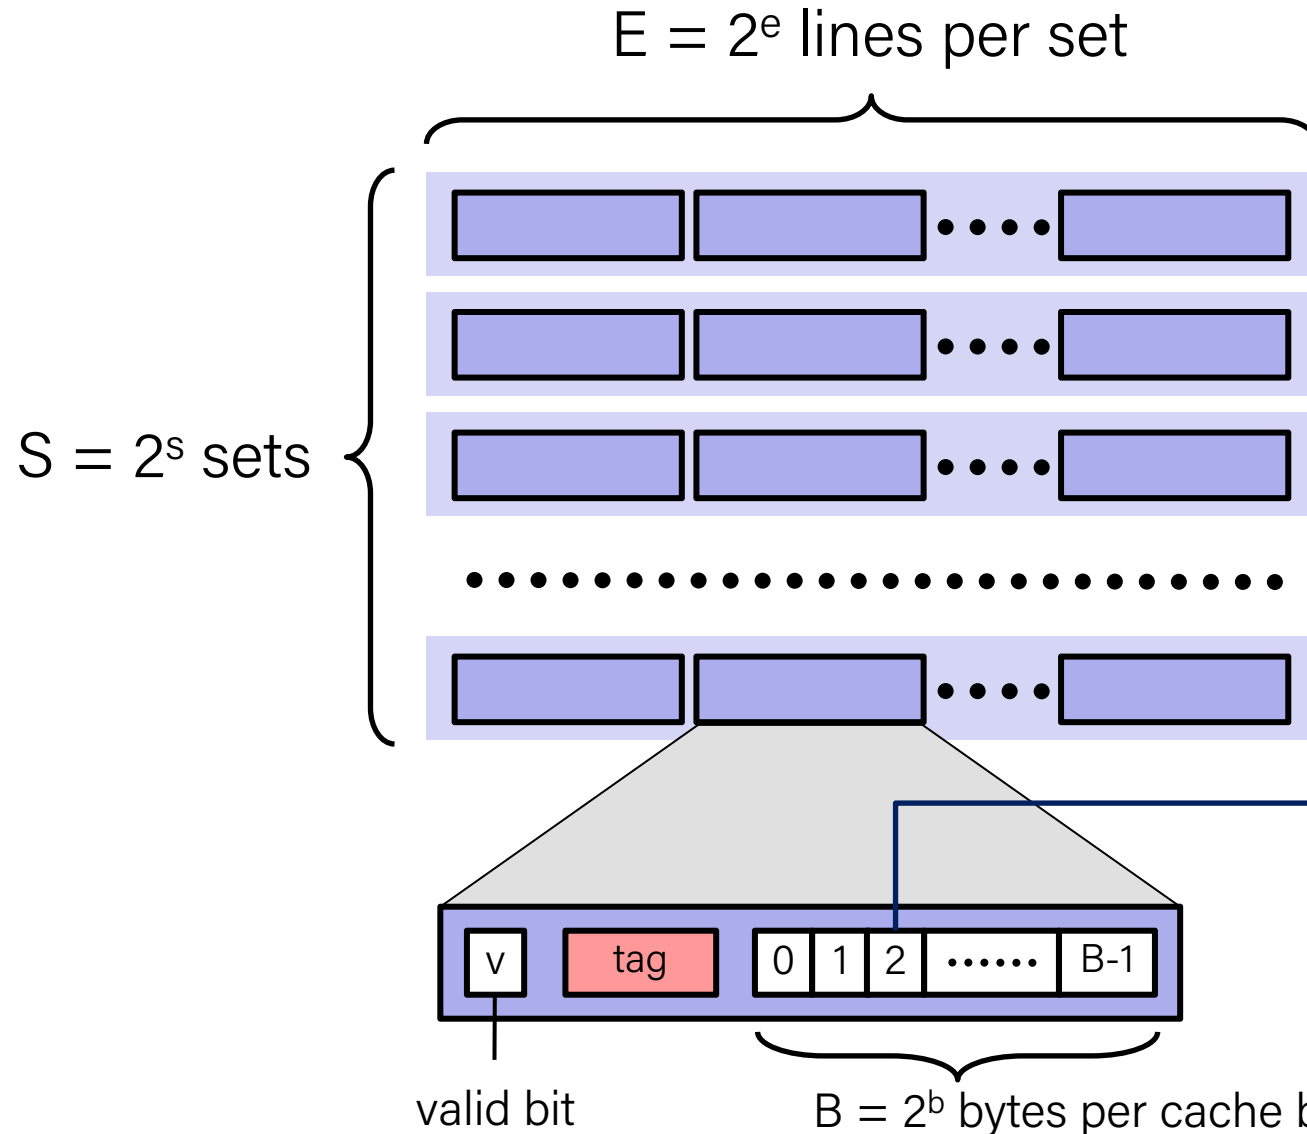 E = 2ᵉ lines per set
S = 2ˢ sets
v tag 0 1 2 •••••• B-1
valid bit
B = 2ᵇ bytes per cache